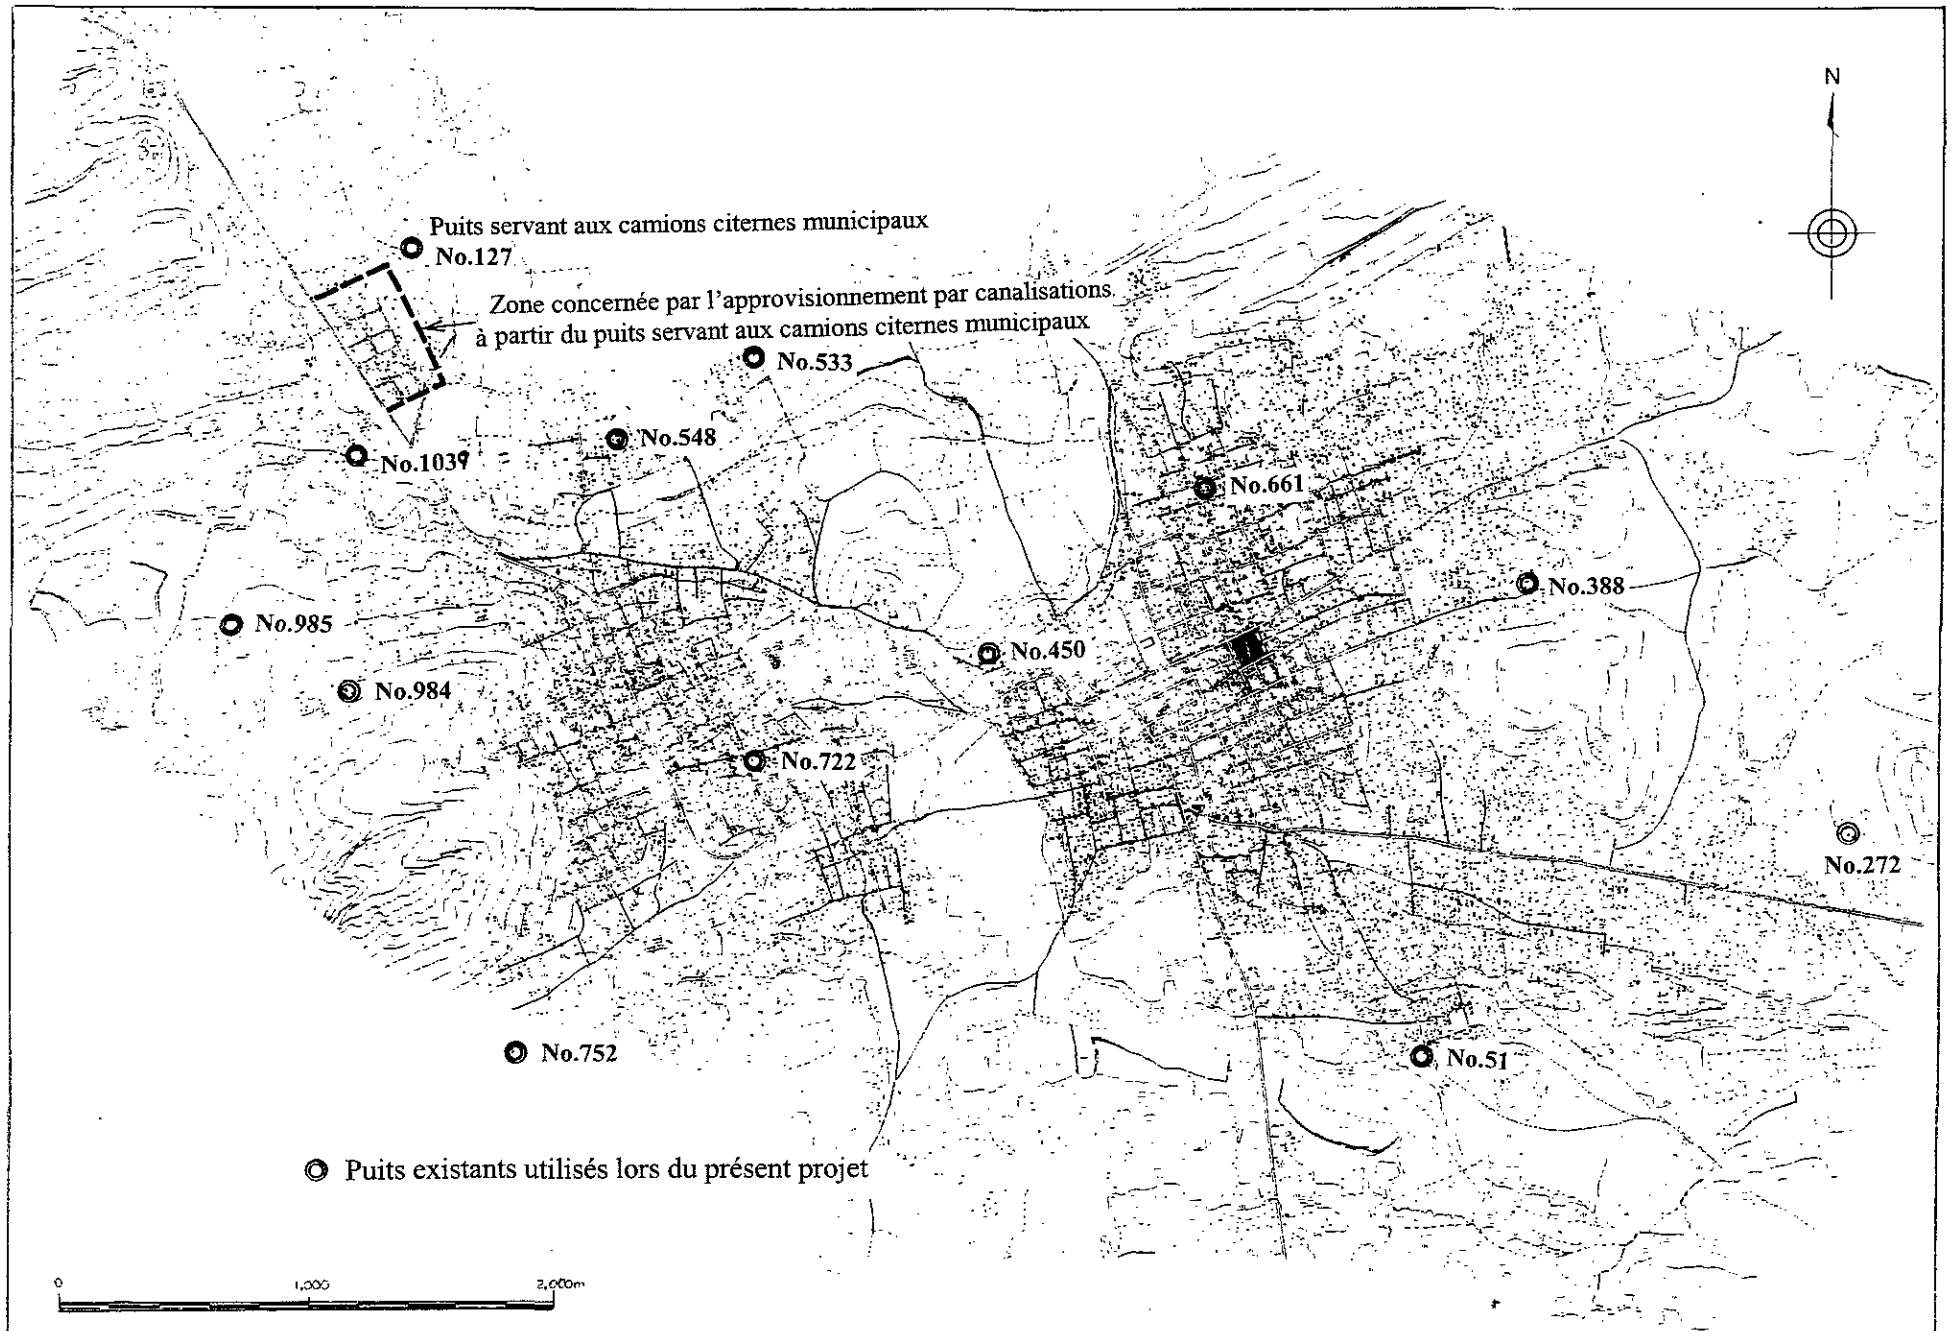 N
Puits servant aux camions citernes municipaux
No.127
Zone concernée par l'approvisionnement par canalisations
à partir du puits servant aux camions citernes municipaux
No.533
No.548
No.1039
No.661
No.388
No.985
No.450
No.984
No.722
No.272
No.752
No.51
Puits existants utilisés lors du présent projet
0 1,000 2,000m